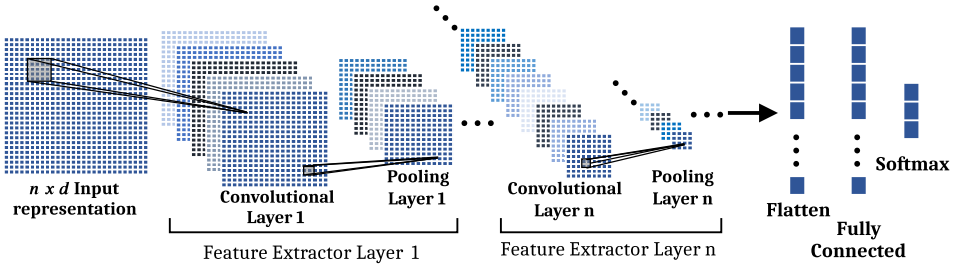 n x d Input
representation
Convolutional
Layer 1
Pooling
Layer 1
Feature Extractor Layer 1
Convolutional
Layer n
Pooling
Layer n
Feature Extractor Layer n
Flatten
Fully
Connected
Softmax